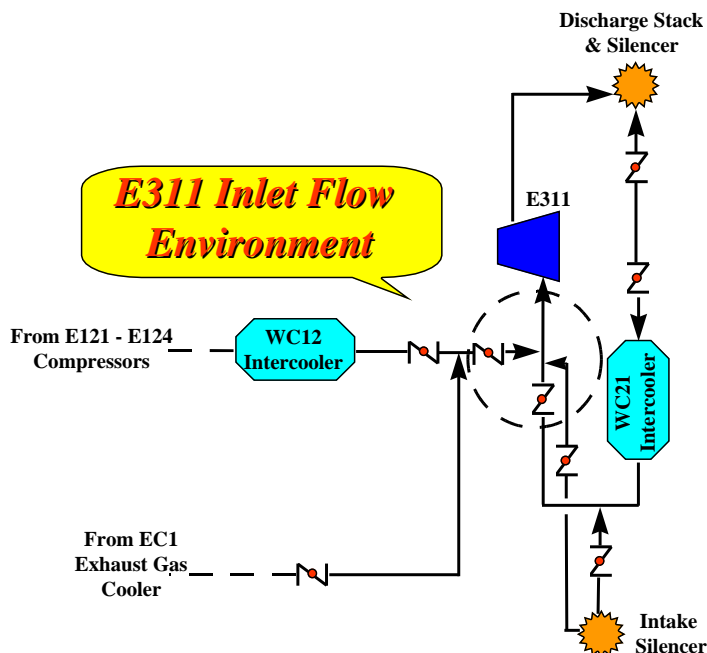 Discharge Stack
& Silencer
E311 Inlet Flow
Environment
E311
From E121 - E124
Compressors
WC12
Intercooler
WC21
Intercooler
From EC1
Exhaust Gas
Cooler
Intake
Silencer